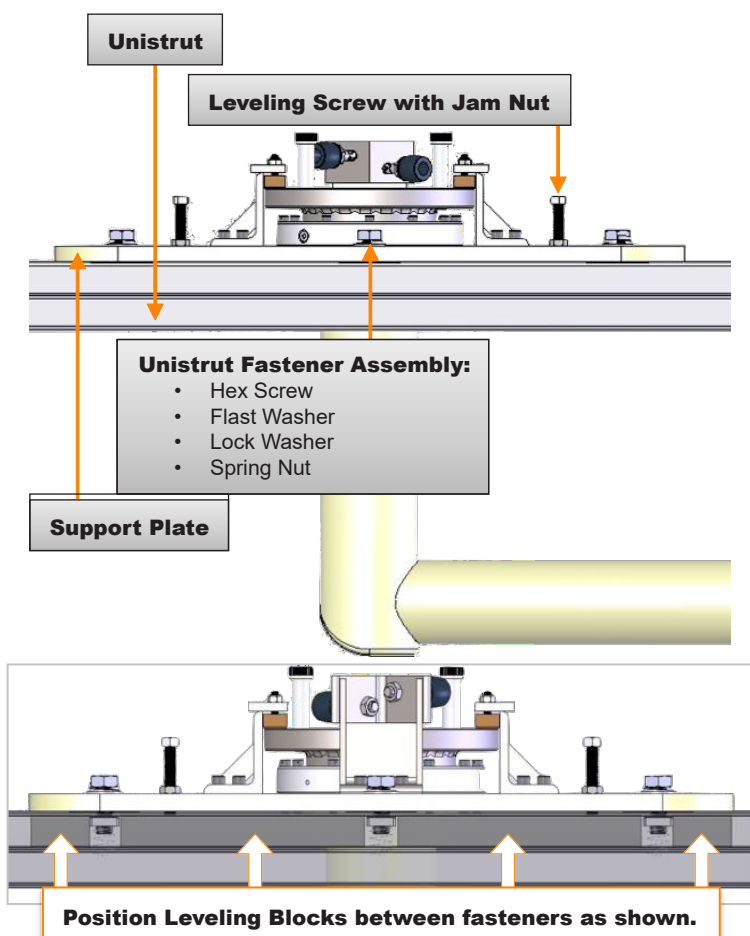 Unistrut
Leveling Screw with Jam Nut
Unistrut Fastener Assembly:
• Hex Screw
• Flast Washer
• Lock Washer
• Spring Nut
Support Plate
Position Leveling Blocks between fasteners as shown.